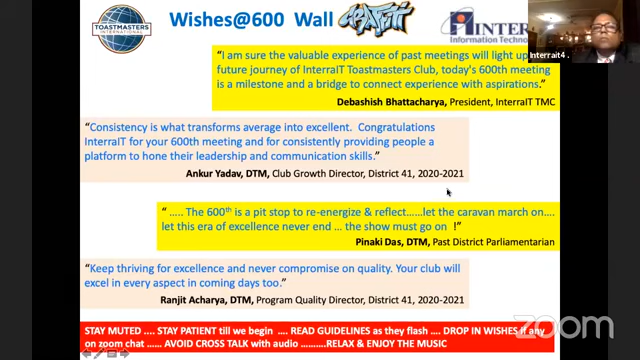 TOASTMASTERS
INTERNATIONAL
Wishes@600 Wall
INTER
Information Techno
Interrait4 .
"I am sure the valuable experience of past meetings will light up
future journey of InterraIT Toastmasters Club, today's 600th meeting
is a milestone and a bridge to connect experience with aspirations."
Debashish Bhattacharya, President, InterraIT TMC
"Consistency is what transforms average into excellent. Congratulations
InterraIT for your 600th meeting and for consistently providing people a
platform to hone their leadership and communication skills."
Ankur Yadav, DTM, Club Growth Director, District 41, 2020-2021
"..... The 600th is a pit stop to re-energize & reflect......let the caravan march on....
let this era of excellence never end ... the show must go on !"
Pinaki Das, DTM, Past District Parliamentarian
"Keep thriving for excellence and never compromise on quality. Your club will
excel in every aspect in coming days too."
Ranjit Acharya, DTM, Program Quality Director, District 41, 2020-2021
STAY MUTED .... STAY PATIENT till we begin .... READ GUIDELINES as they flash .... DROP IN WISHES if any
on zoom chat ...... AVOID CROSS TALK with audio ..........RELAX & ENJOY THE MUSIC
zoom